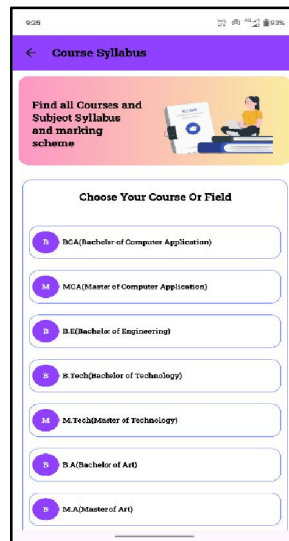 9:25
93%
Course Syllabus
Find all Courses and
Subject Syllabus
and marking
scheme
Choose Your Course Or Field
B BCA(Bachelor of Computer Application)
M MCA(Master of Computer Application)
B B.E(Bachelor of Engineering)
B B.Tech(Bachelor of Technology)
M M.Tech(Master of Technology)
B B.A(Bachelor of Art)
B M.A(Master of Art)